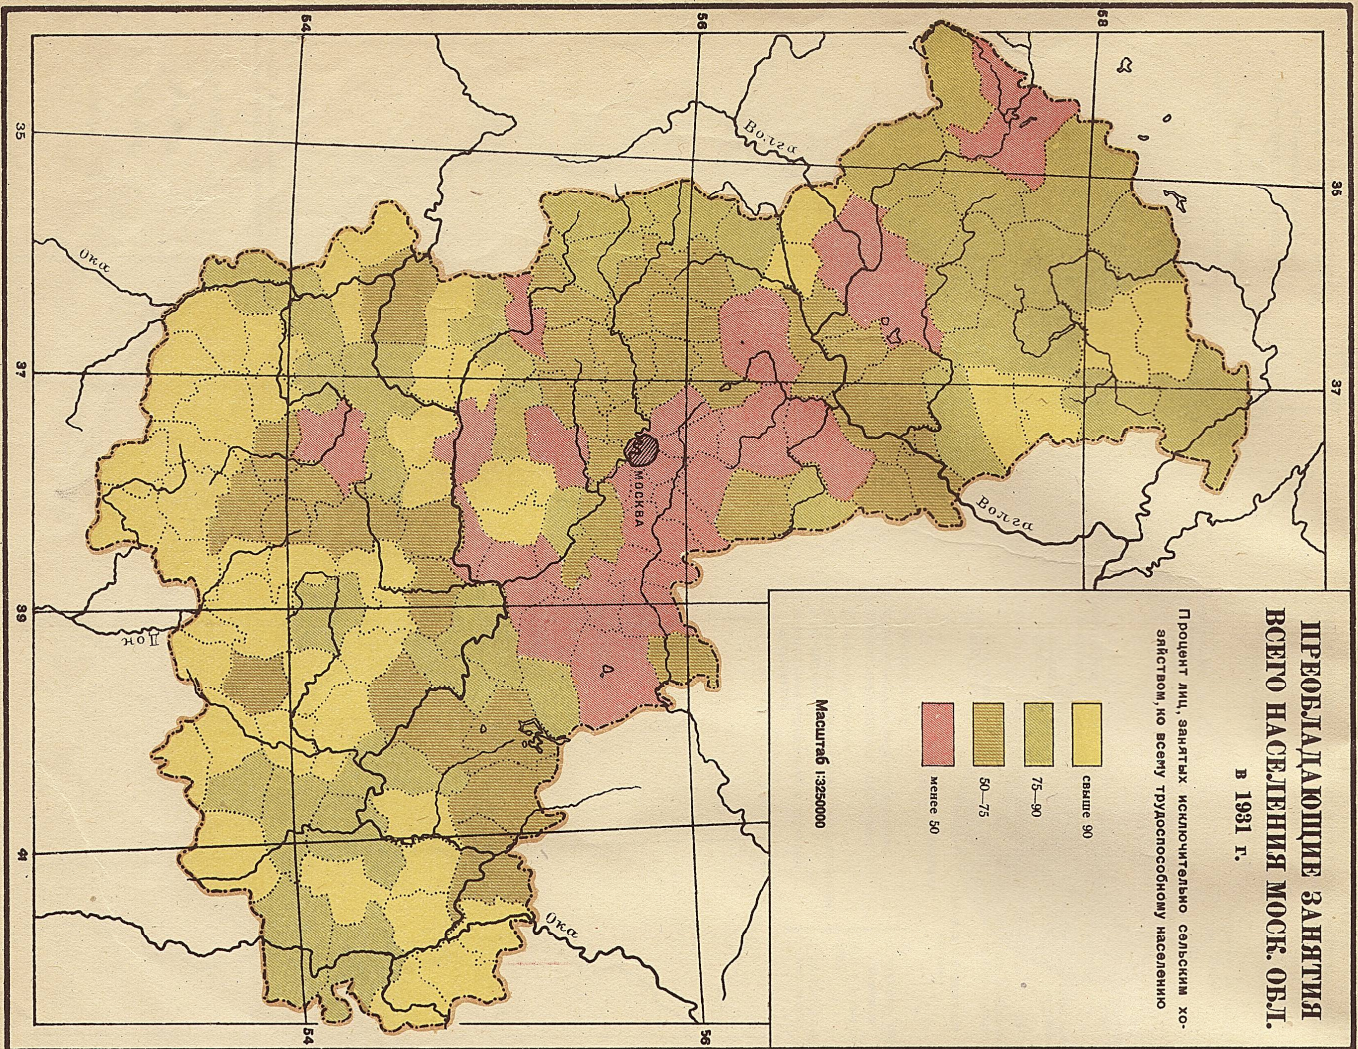 ПРЕОБЛАДАЮЩИЕ ЗАНЯТИЯ
ВСЕГО НАСЕЛЕНИЯ МОСК. ОБЛ.
в 1931 г.
Процент лиц, занятых исключительно сельским хо-
зяйством, ко всему трудоспособному населению
свыше 90
75—90
50—75
менее 50
Масштаб 1:3250000
58
56
54
35
37
35
37
39
41
54
56
Волга
Волга
МОСКВА
Ока
Ока
Дон